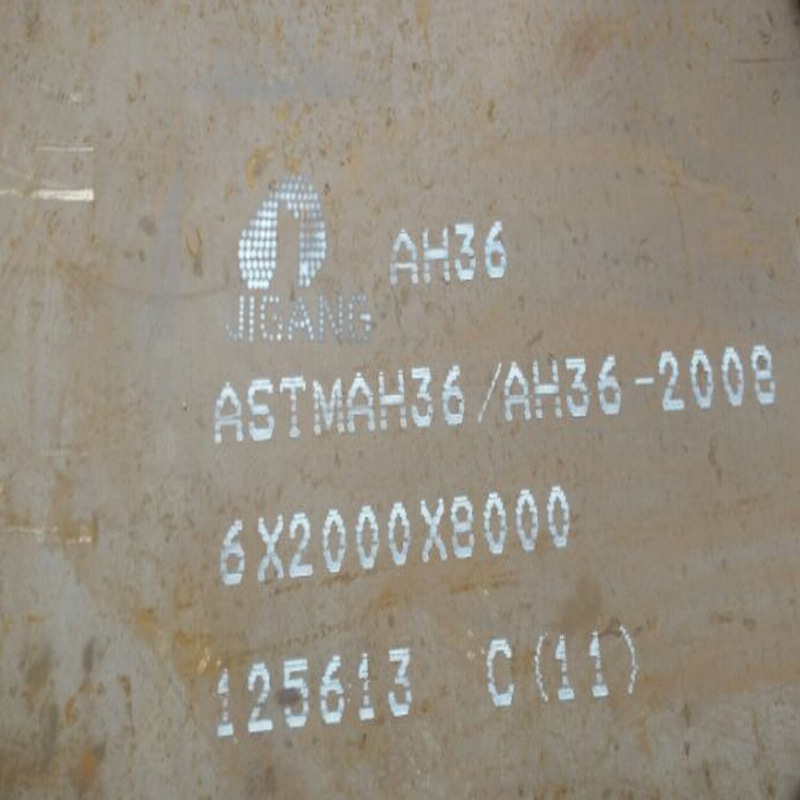 AH36
JIGANG
ASTMAH36/AH36-2008
6X2000X8000
125613 C(11)